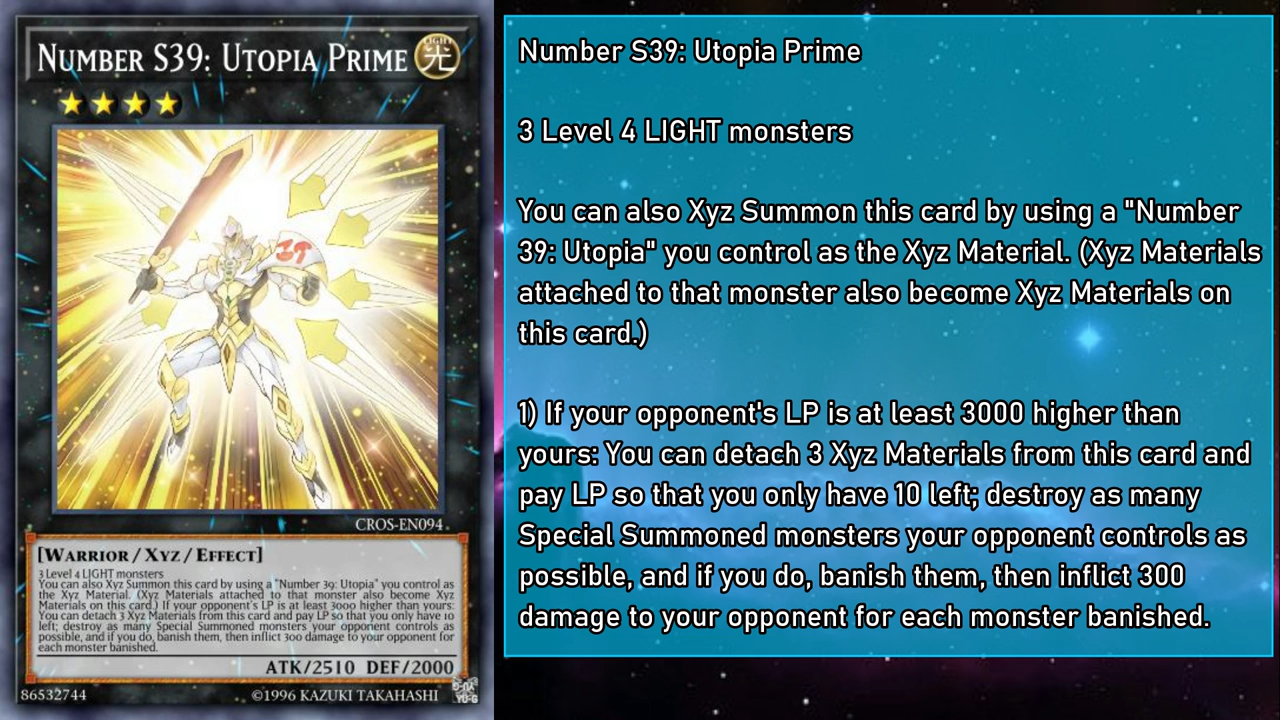 NUMBER S39: UTOPIA PRIME
LIGHT
光
CROS-EN094
[WARRIOR / XYZ / EFFECT]
3 Level 4 LIGHT monsters
You can also Xyz Summon this card by using a "Number 39: Utopia" you control as
the Xyz Material. (Xyz Materials attached to that monster also become Xyz
Materials on this card.) If your opponent's LP is at least 3000 higher than yours:
You can detach 3 Xyz Materials from this card and pay LP so that you only have 10
left; destroy as many Special Summoned monsters your opponent controls as
possible, and if you do, banish them, then inflict 300 damage to your opponent for
each monster banished.
ATK/2510 DEF/2000
86532744
©1996 KAZUKI TAKAHASHI
Number S39: Utopia Prime
3 Level 4 LIGHT monsters
You can also Xyz Summon this card by using a "Number
39: Utopia" you control as the Xyz Material. (Xyz Materials
attached to that monster also become Xyz Materials on
this card.)
1) If your opponent's LP is at least 3000 higher than
yours: You can detach 3 Xyz Materials from this card and
pay LP so that you only have 10 left; destroy as many
Special Summoned monsters your opponent controls as
possible, and if you do, banish them, then inflict 300
damage to your opponent for each monster banished.